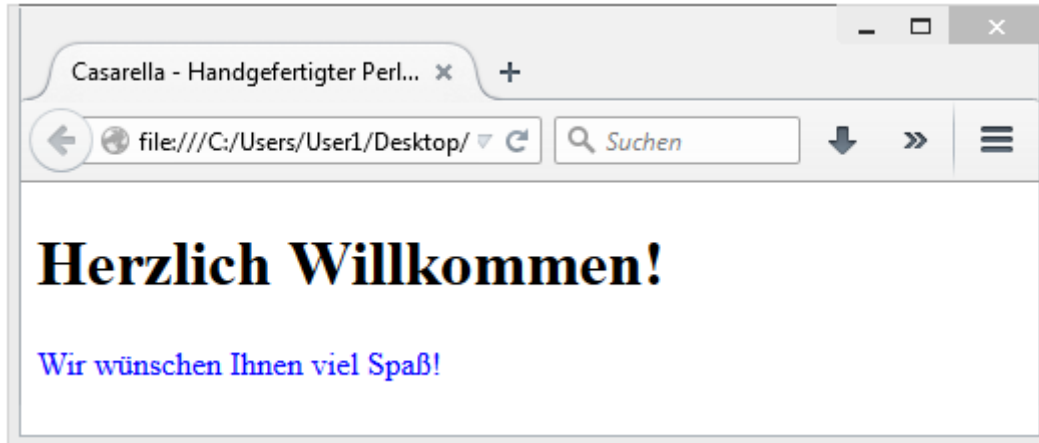 Casarella - Handgefertigter Perl...
file:///C:/Users/User1/Desktop/
Suchen
Herzlich Willkommen!
Wir wünschen Ihnen viel Spaß!